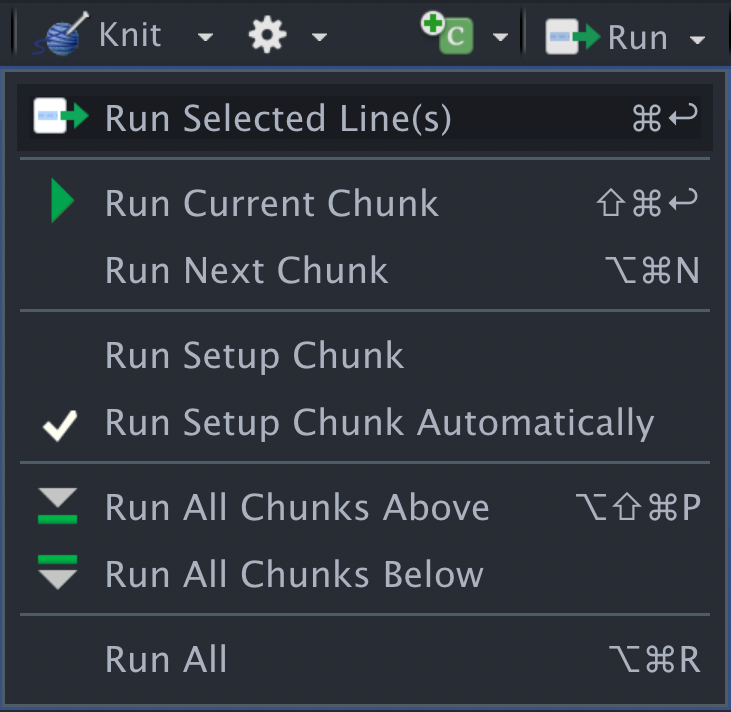 Knit C Run
Run Selected Line(s) ⌘↩
Run Current Chunk ⇧⌘↩
Run Next Chunk ⌥⌘N
Run Setup Chunk
Run Setup Chunk Automatically
Run All Chunks Above ⌥⇧⌘P
Run All Chunks Below
Run All ⌥⌘R